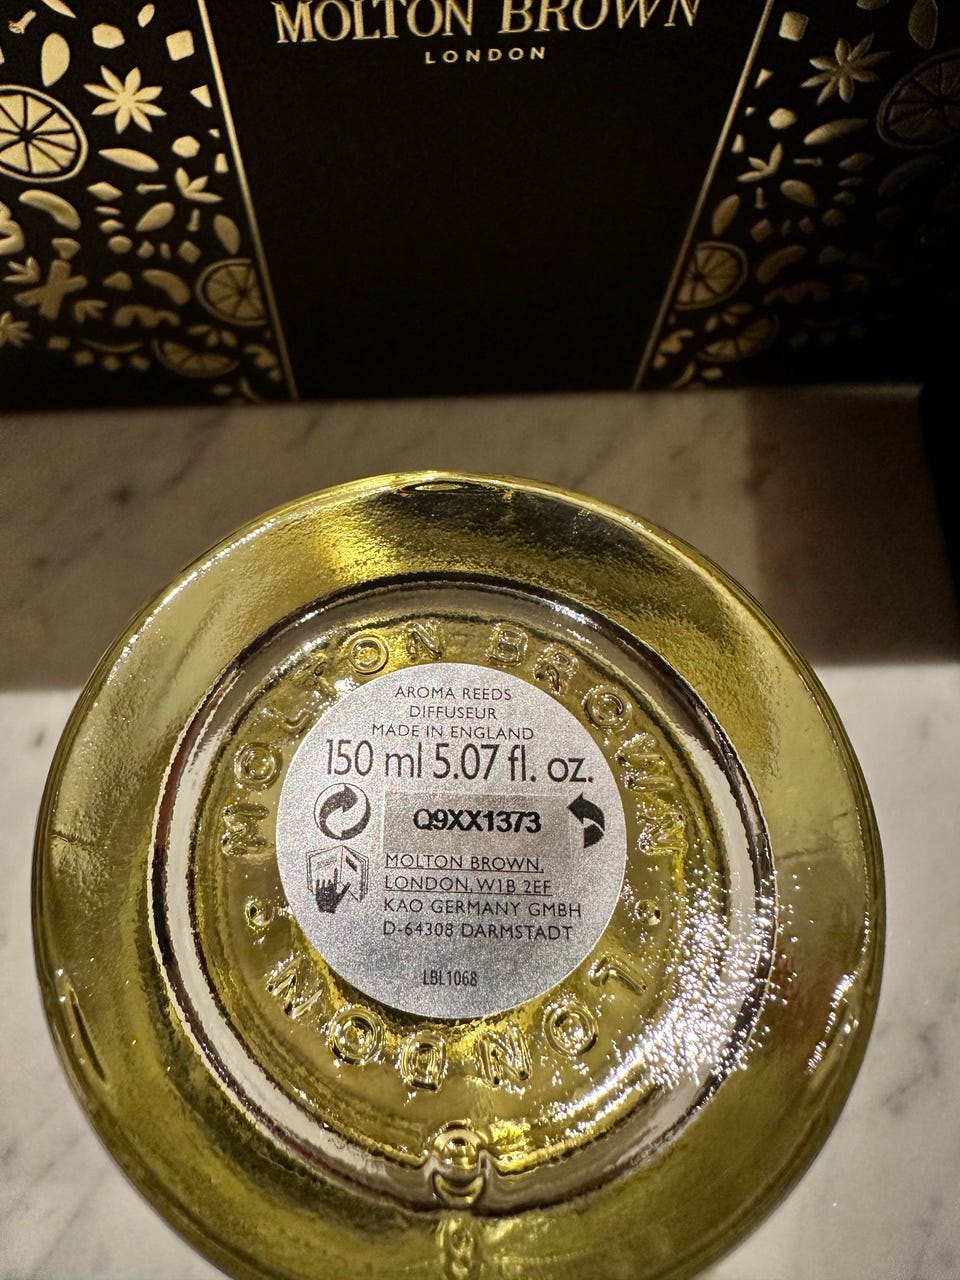 MOLTON BROWN
LONDON
MOLTON BROWN
AROMA REEDS
DIFFUSEUR
MADE IN ENGLAND
150 ml 5.07 fl. oz.
Q9XX1373
MOLTON BROWN,
LONDON, W1B 2EF
KAO GERMANY GMBH
D-64308 DARMSTADT
LBL1068
LONDON